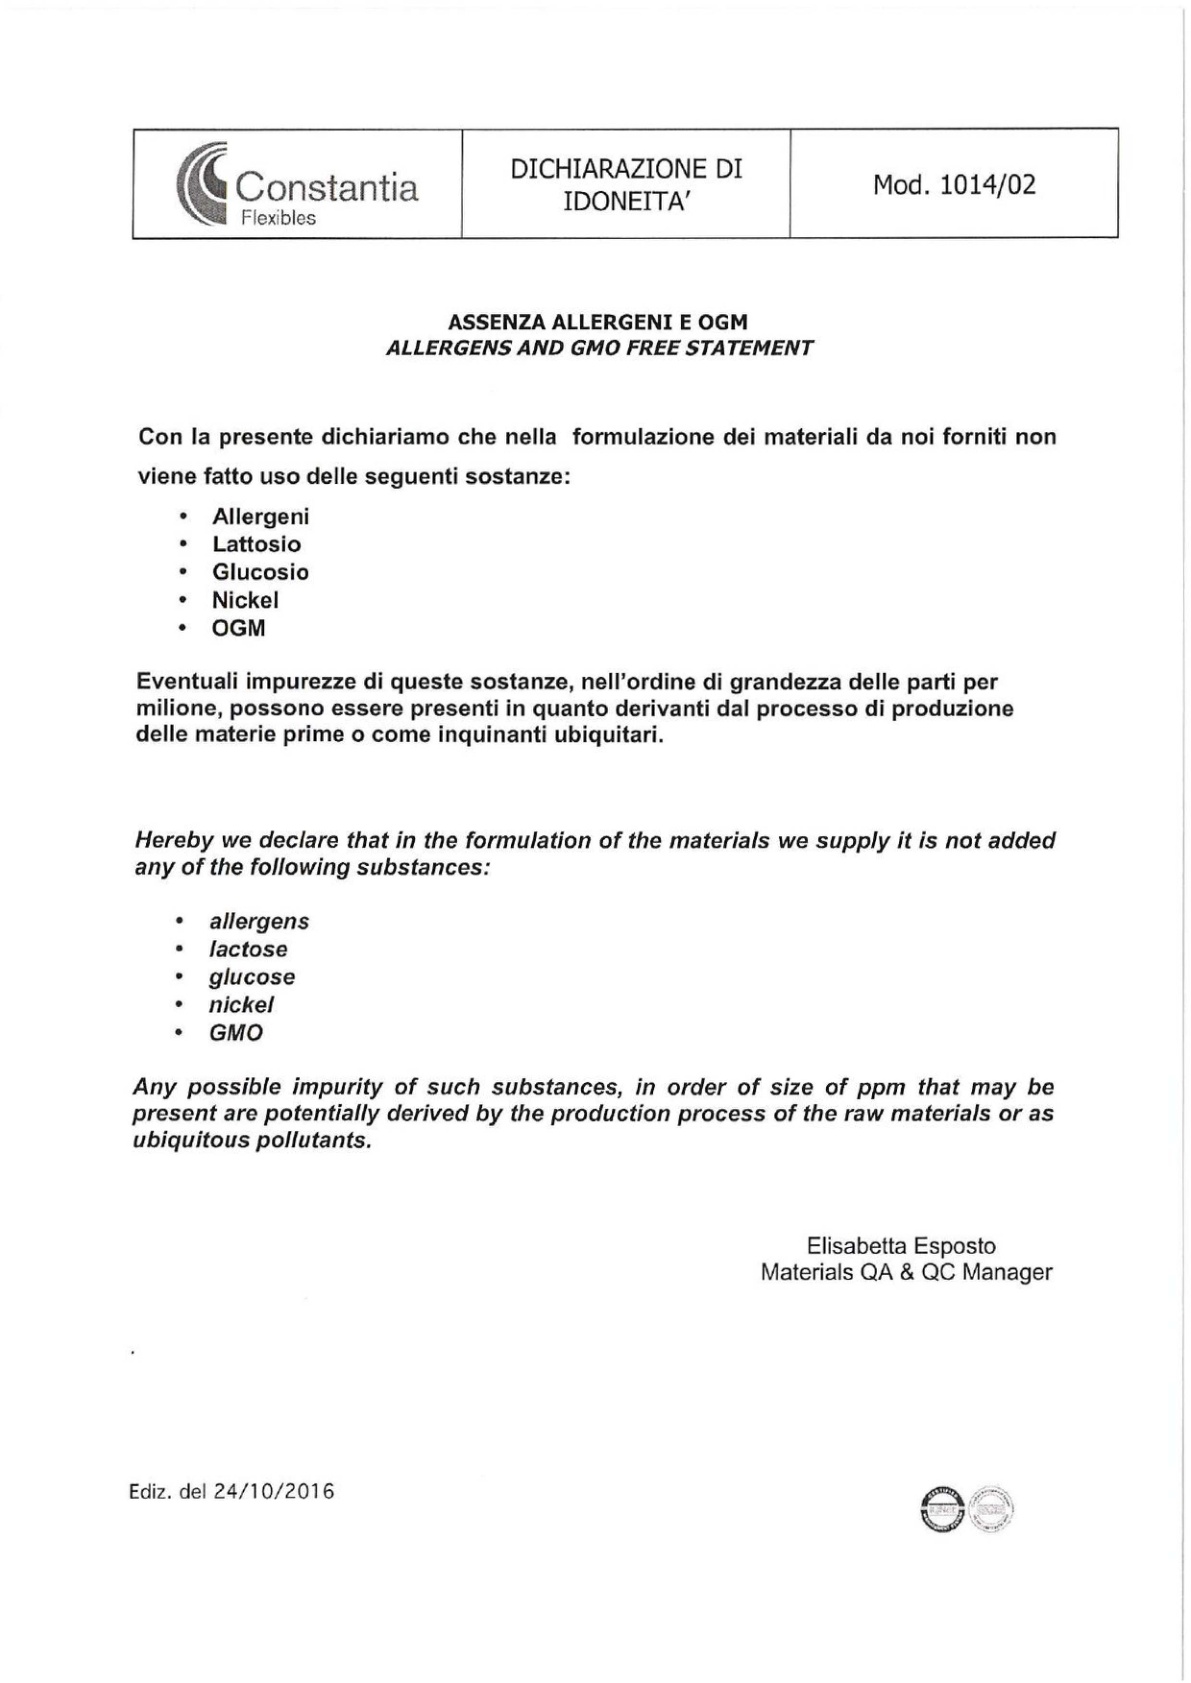 Constantia
Flexibles
DICHIARAZIONE DI
IDONEITA'
Mod. 1014/02
ASSENZA ALLERGENI E OGM
ALLERGENS AND GMO FREE STATEMENT
Con la presente dichiariamo che nella formulazione dei materiali da noi forniti non
viene fatto uso delle seguenti sostanze:
• Allergeni
• Lattosio
• Glucosio
• Nickel
• OGM
Eventuali impurezze di queste sostanze, nell'ordine di grandezza delle parti per
milione, possono essere presenti in quanto derivanti dal processo di produzione
delle materie prime o come inquinanti ubiquitari.
Hereby we declare that in the formulation of the materials we supply it is not added
any of the following substances:
• allergens
• lactose
• glucose
• nickel
• GMO
Any possible impurity of such substances, in order of size of ppm that may be
present are potentially derived by the production process of the raw materials or as
ubiquitous pollutants.
Elisabetta Esposto
Materials QA & QC Manager
Ediz. del 24/10/2016